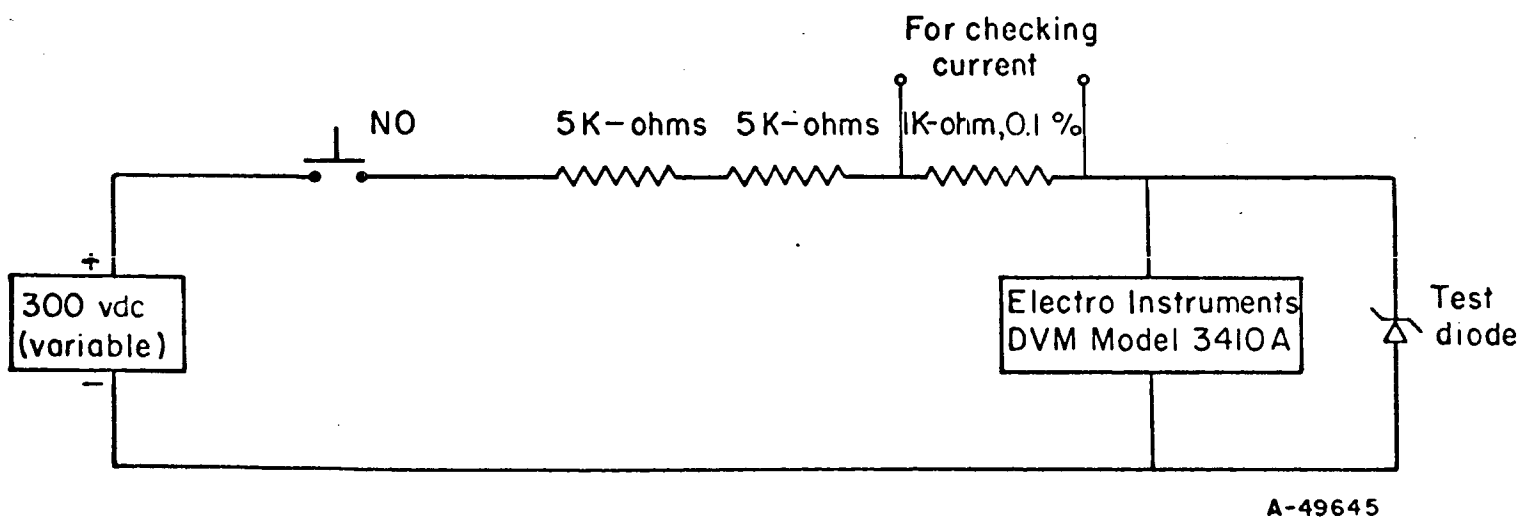 For checking
current
NO
5K-ohms
5K-ohms
1K-ohm, 0.1 %
+
300 vdc
(variable)
-
Electro Instruments
DVM Model 3410A
Test
diode
A-49645